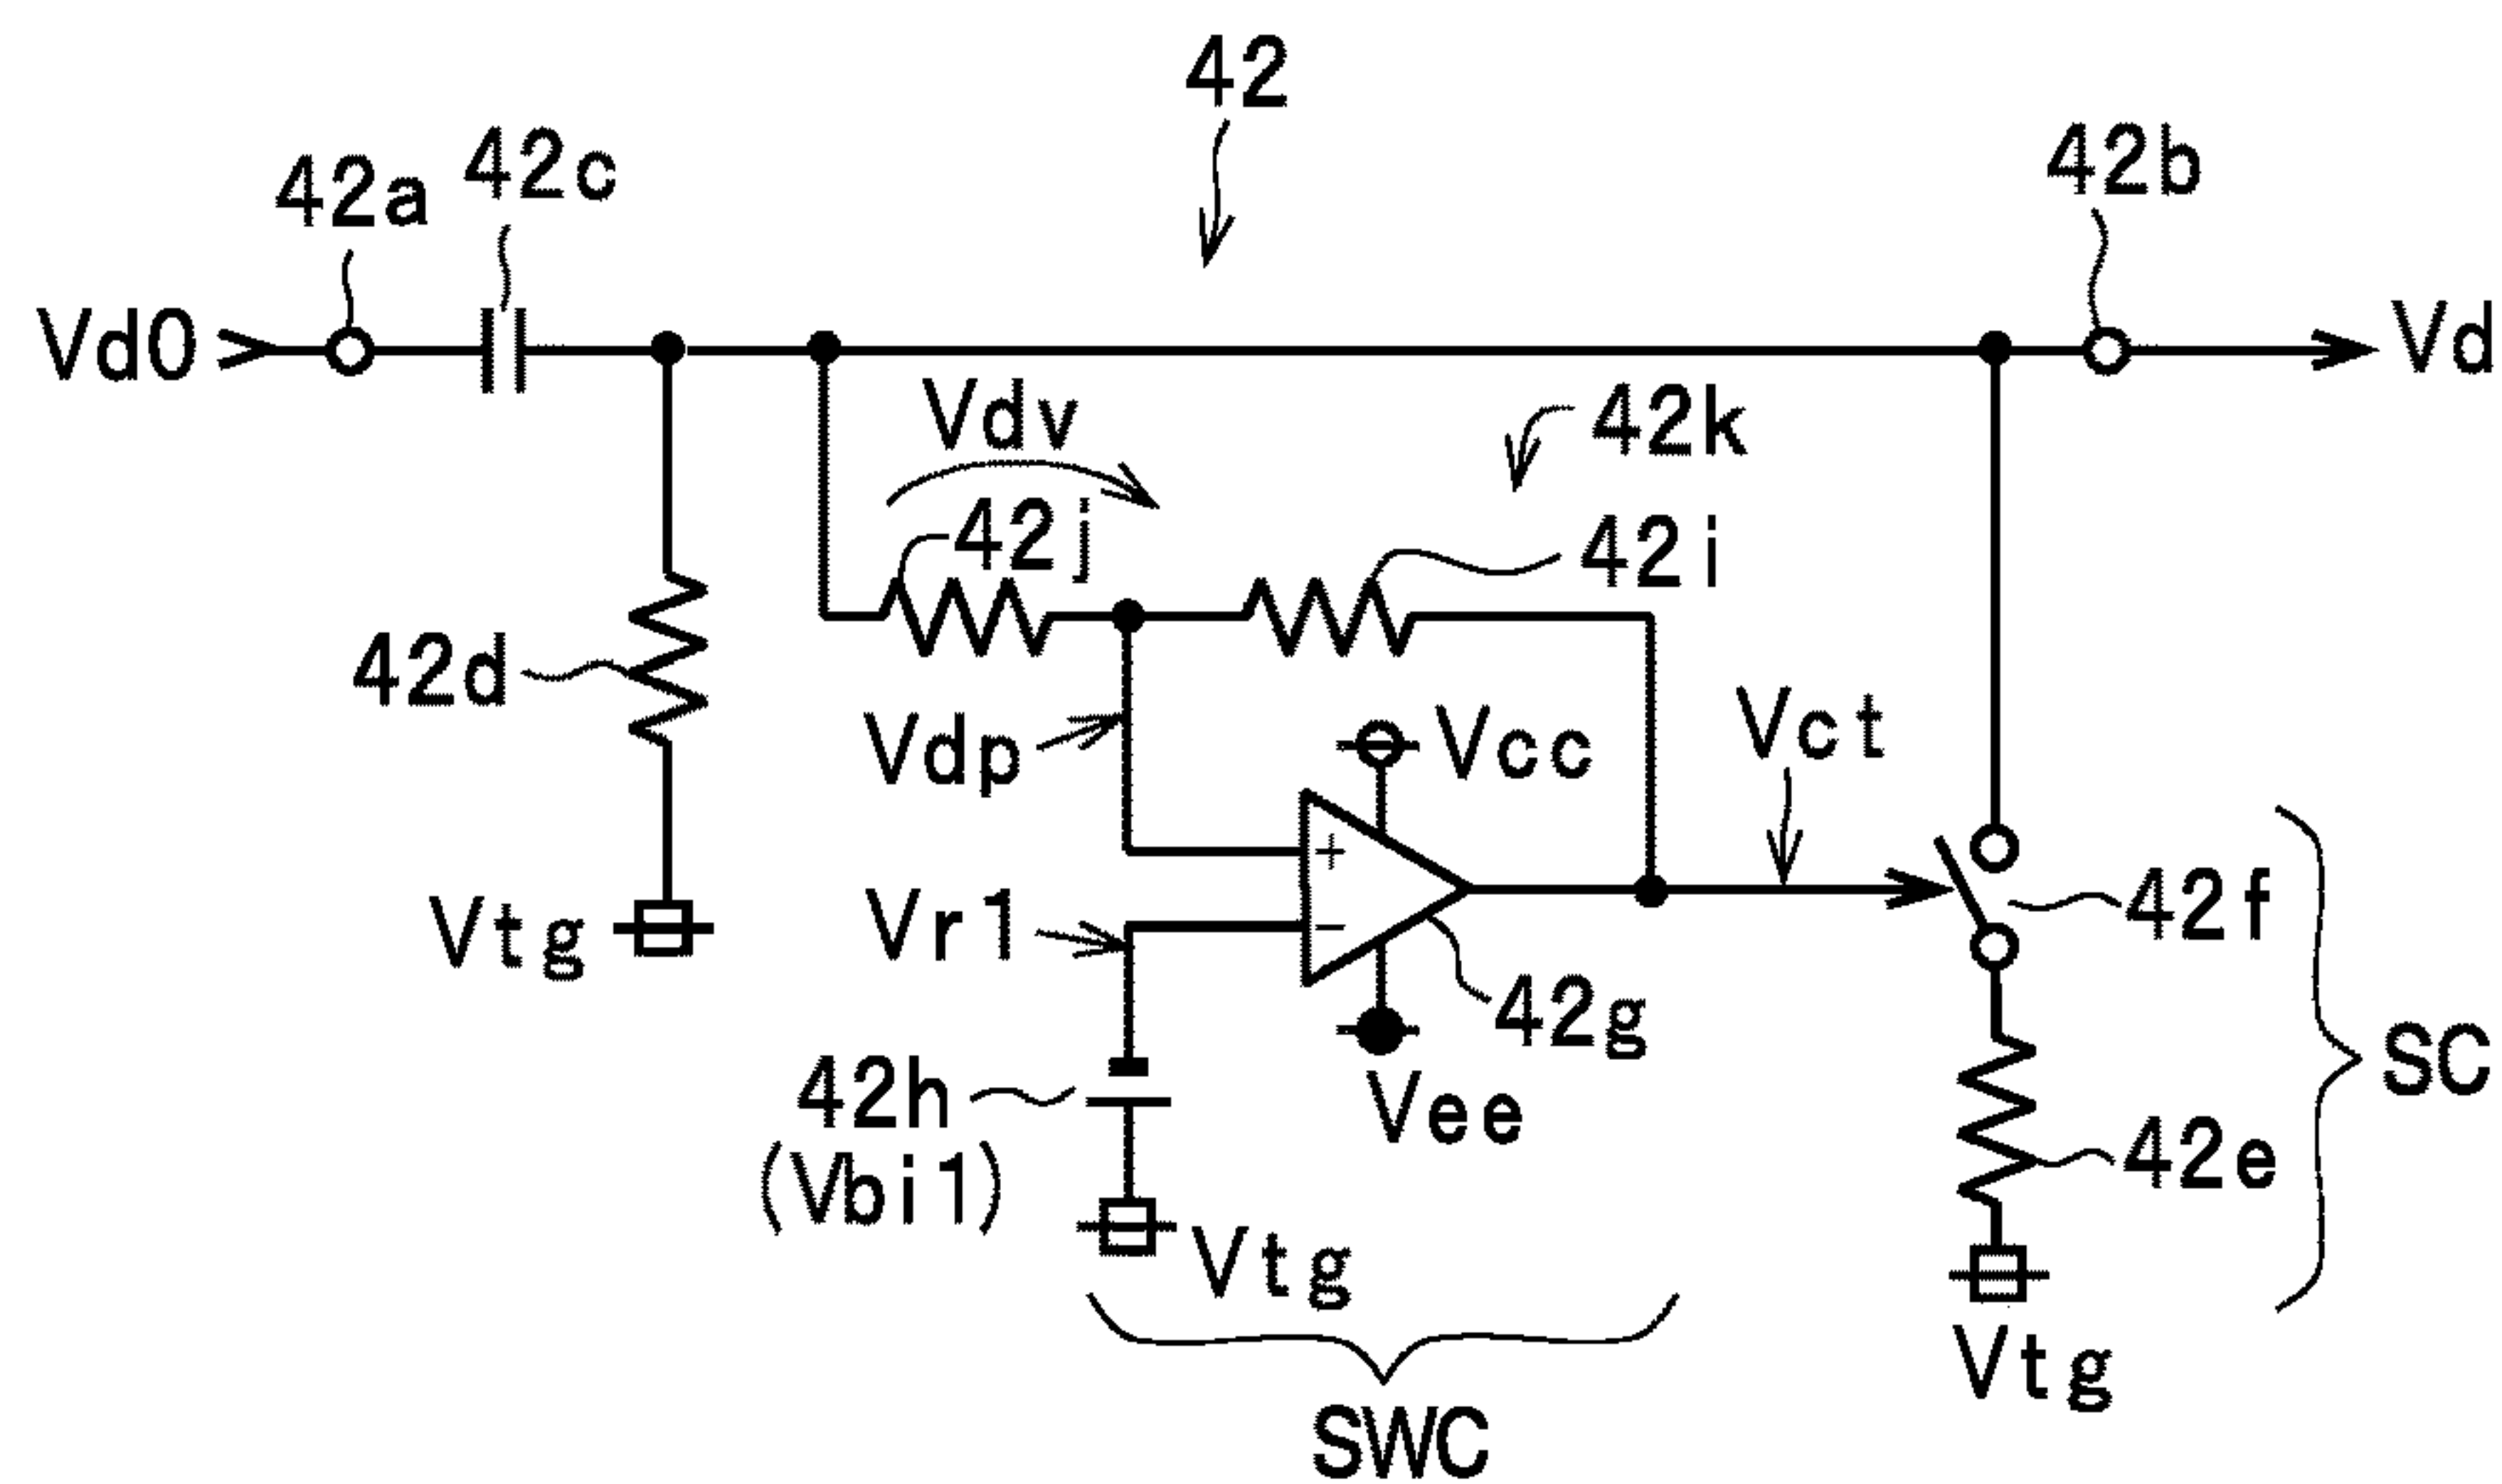 42
42a
42c
42b
Vd0
Vd
Vdv
42k
42j
42i
42d
Vdp
Vcc
Vct
+
Vtg
Vr1
−
42f
42g
42h
(Vbi1)
Vee
SC
42e
Vtg
Vtg
SWC